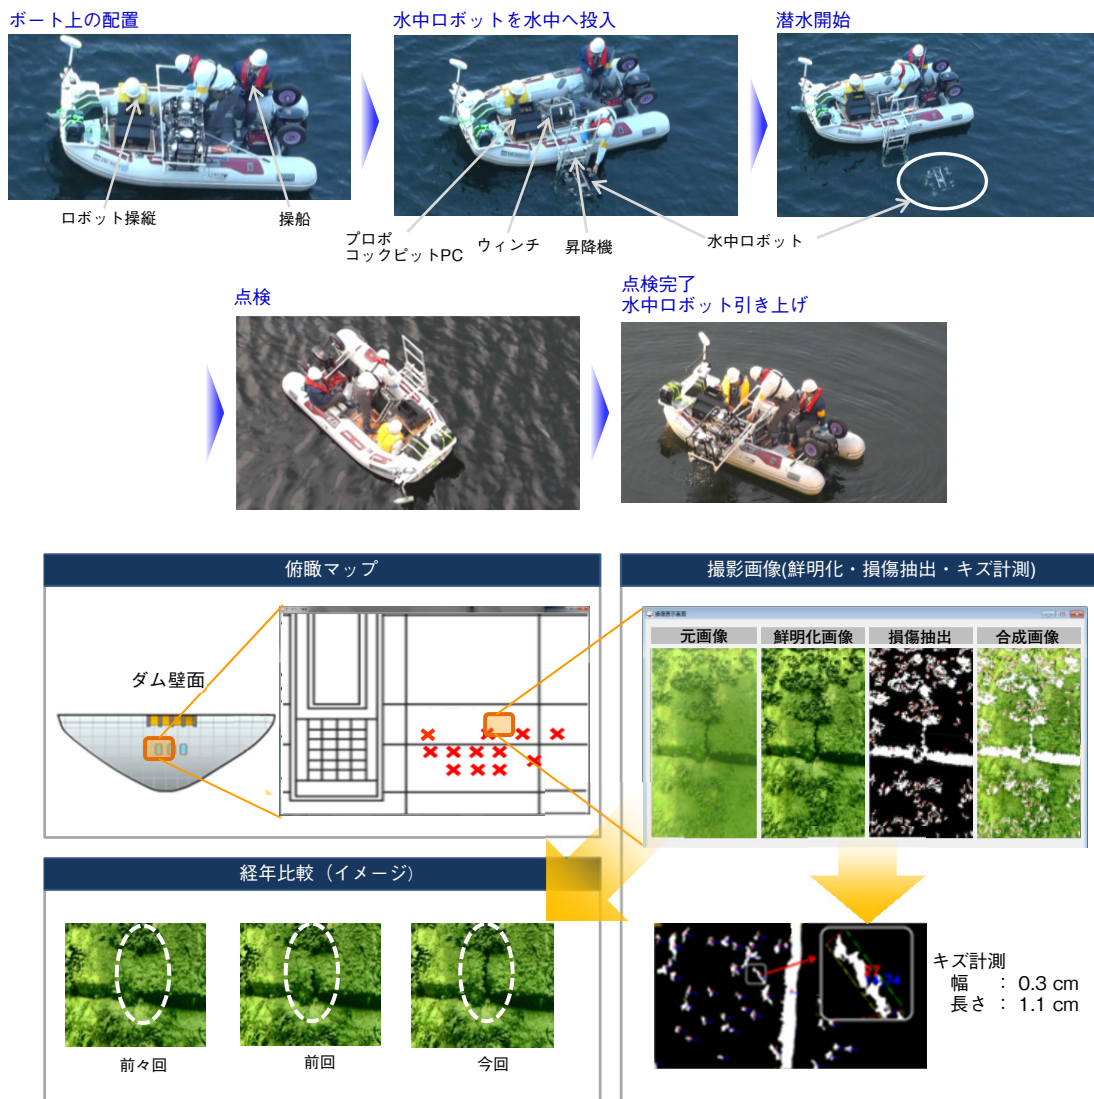 ボート上の配置
水中ロボットを水中へ投入
潜水開始
ロボット操縦
操船
プロポ
コックピットPC
ウィンチ
昇降機
水中ロボット
点検
点検完了
水中ロボット引き上げ
俯瞰マップ
撮影画像(鮮明化・損傷抽出・キズ計測)
ダム壁面
元画像
鮮明化画像
損傷抽出
合成画像
経年比較（イメージ）
前々回
前回
今回
キズ計測
幅 ： 0.3 cm
長さ ： 1.1 cm